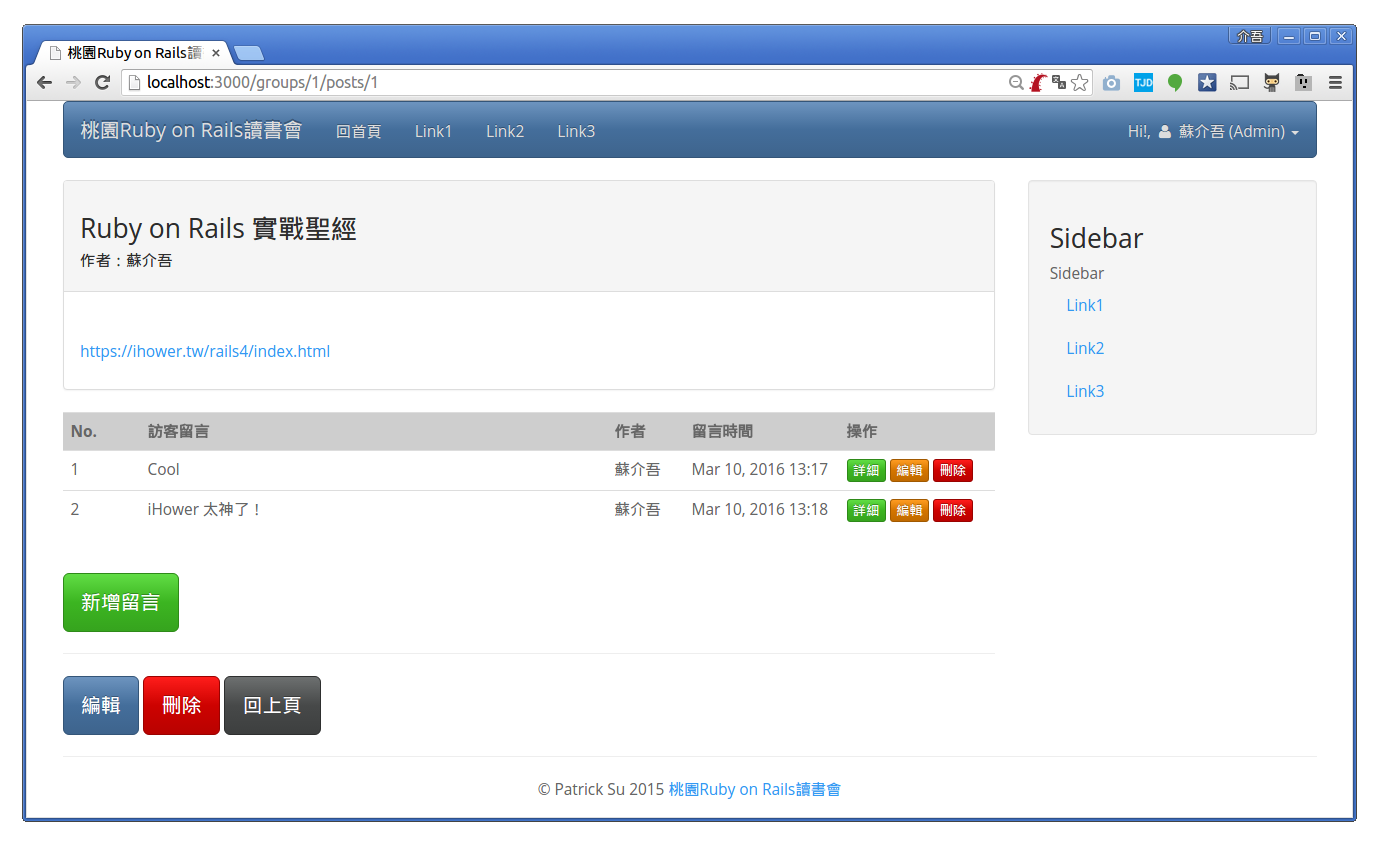 介吾
桃園Ruby on Rails讀
localhost:3000/groups/1/posts/1
TJD
桃園Ruby on Rails讀書會 回首頁 Link1 Link2 Link3 Hi!, 蘇介吾 (Admin)
Ruby on Rails 實戰聖經
作者：蘇介吾
https://ihower.tw/rails4/index.html
Sidebar
Sidebar
Link1
Link2
Link3
No. 訪客留言 作者 留言時間 操作
1 Cool 蘇介吾 Mar 10, 2016 13:17 詳細 編輯 刪除
2 iHower 太神了！ 蘇介吾 Mar 10, 2016 13:18 詳細 編輯 刪除
新增留言
編輯 刪除 回上頁
© Patrick Su 2015 桃園Ruby on Rails讀書會